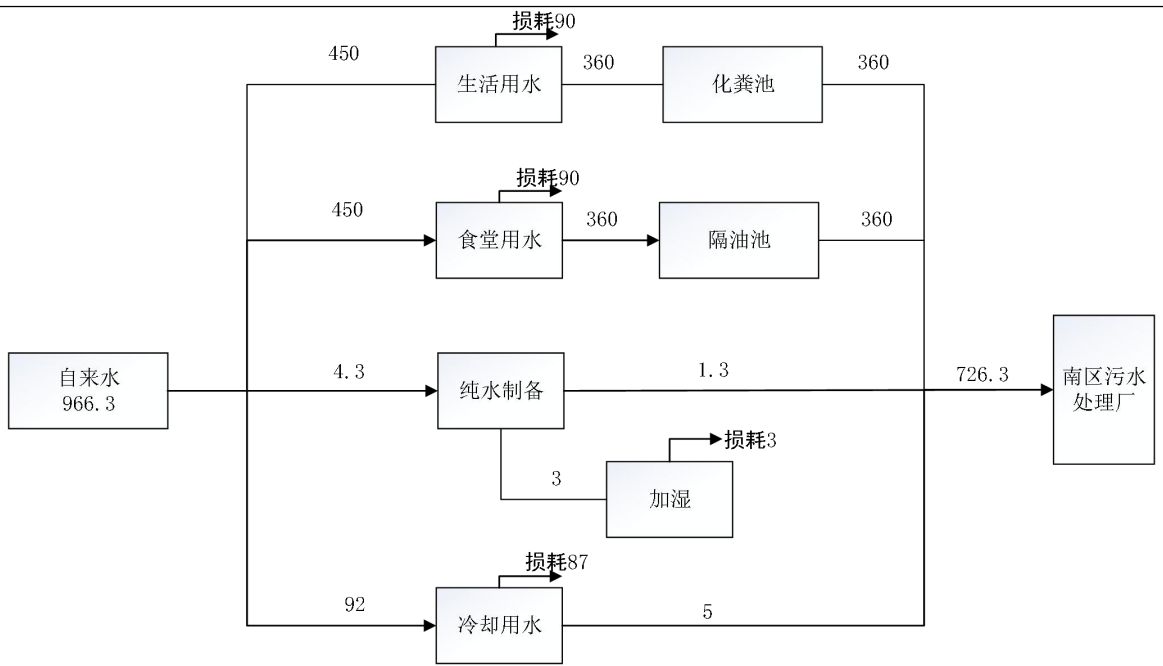 损耗90
450
生活用水
360
化粪池
360
损耗90
450
食堂用水
360
隔油池
360
自来水
966.3
4.3
纯水制备
1.3
726.3
南区污水
处理厂
损耗3
3
加湿
损耗87
92
冷却用水
5